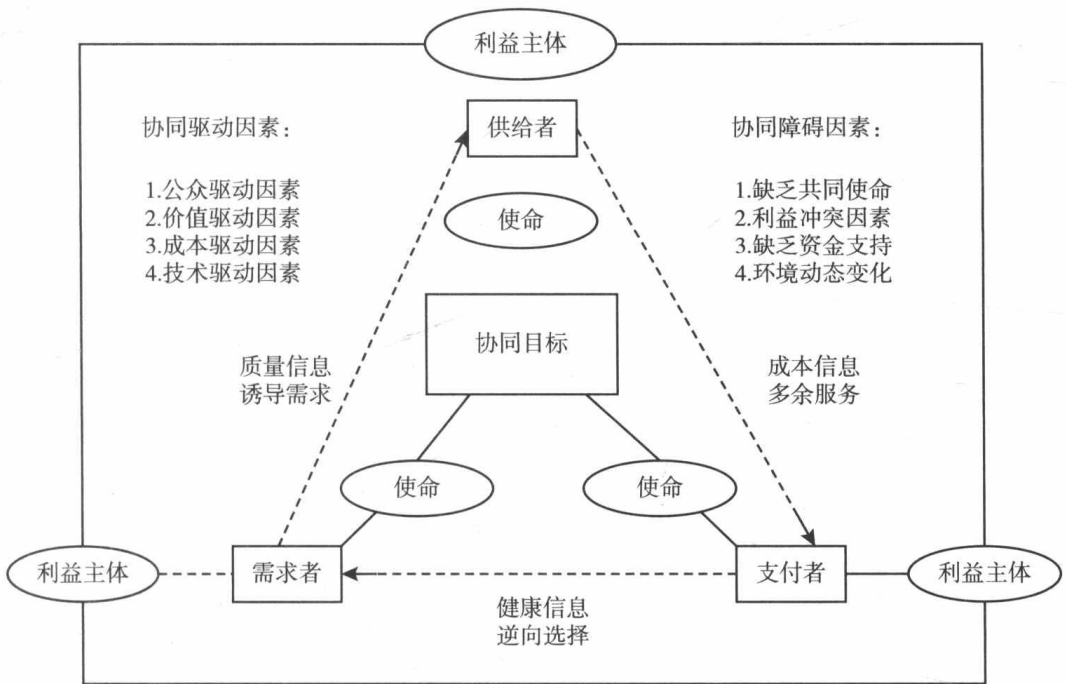 利益主体
协同驱动因素：
供给者
协同障碍因素：
1.公众驱动因素
2.价值驱动因素
3.成本驱动因素
4.技术驱动因素
使命
1.缺乏共同使命
2.利益冲突因素
3.缺乏资金支持
4.环境动态变化
协同目标
质量信息
诱导需求
成本信息
多余服务
使命
使命
利益主体
需求者
支付者
利益主体
健康信息
逆向选择